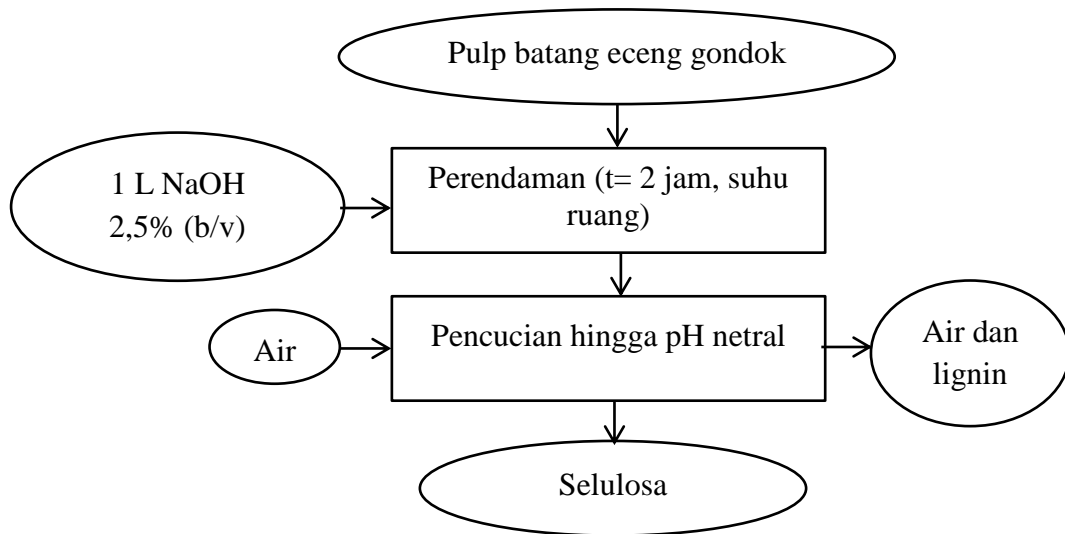 Pulp batang eceng gondok
1 L NaOH
2,5% (b/v)
Perendaman (t= 2 jam, suhu
ruang)
Air
Pencucian hingga pH netral
Air dan
lignin
Selulosa